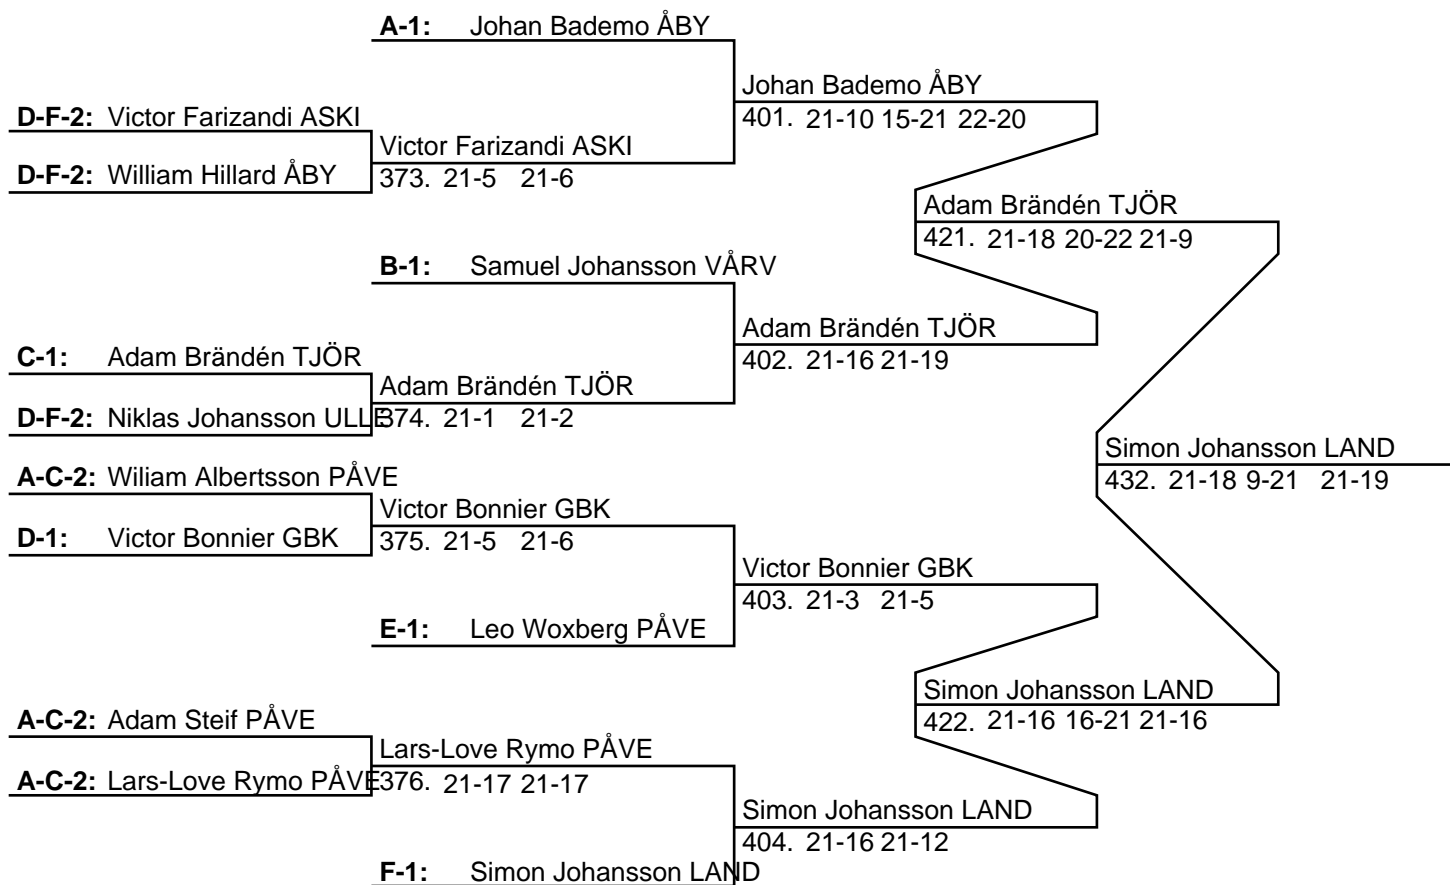 A-1: Johan Bademo ÅBY
Johan Bademo ÅBY
D-F-2: Victor Farizandi ASKI
401. 21-10 15-21 22-20
Victor Farizandi ASKI
D-F-2: William Hillard ÅBY
373. 21-5 21-6
Adam Brändén TJÖR
421. 21-18 20-22 21-9
B-1: Samuel Johansson VÅRV
Adam Brändén TJÖR
C-1: Adam Brändén TJÖR
402. 21-16 21-19
Adam Brändén TJÖR
D-F-2: Niklas Johansson ULLE
374. 21-1 21-2
Simon Johansson LAND
432. 21-18 9-21 21-19
A-C-2: Wiliam Albertsson PÅVE
Victor Bonnier GBK
D-1: Victor Bonnier GBK
375. 21-5 21-6
Victor Bonnier GBK
403. 21-3 21-5
E-1: Leo Woxberg PÅVE
Simon Johansson LAND
422. 21-16 16-21 21-16
A-C-2: Adam Steif PÅVE
Lars-Love Rymo PÅVE
A-C-2: Lars-Love Rymo PÅVE
376. 21-17 21-17
Simon Johansson LAND
404. 21-16 21-12
F-1: Simon Johansson LAND